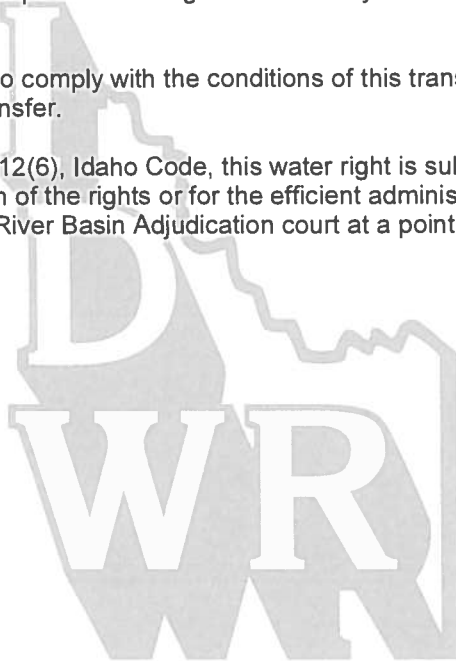 o comply with the conditions of this trans
nsfer.
12(6), Idaho Code, this water right is
of the rights or for the efficient adminis
River Basin Adjudication court at a point
I
D
WR